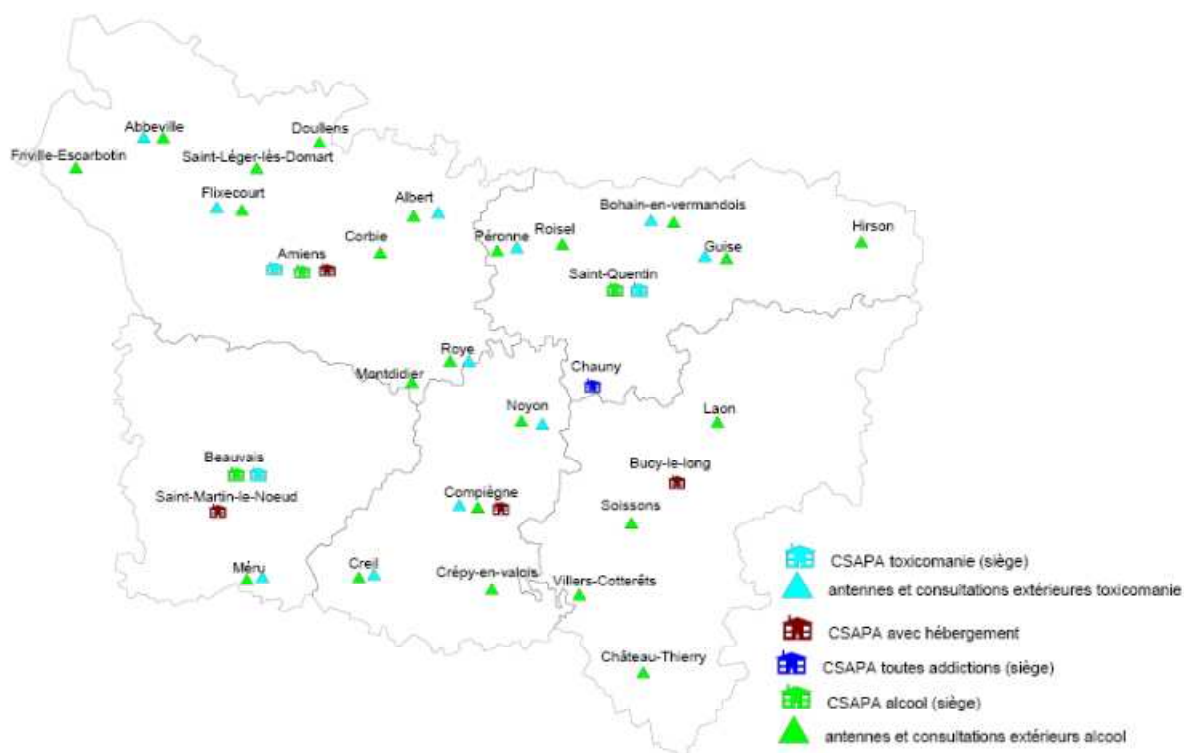 Abbeville
Doullens
Friville-Escarbotin
Saint-Léger-lès-Domart
Flixecourt
Albert
Bohain-en-vermandois
Hirson
Corbie
Péronne
Roisel
Guise
Amiens
Saint-Quentin
Roye
Montdidier
Chauny
Noyon
Laon
Beauvais
Bucy-le-long
Saint-Martin-le-Noeud
Compiègne
Soissons
Méru
Creil
Crépy-en-valois
Villers-Cotterêts
Château-Thierry
CSAPA toxicomanie (siège)
antennes et consultations extérieures toxicomanie
CSAPA avec hébergement
CSAPA toutes addictions (siège)
CSAPA alcool (siège)
antennes et consultations extérieurs alcool